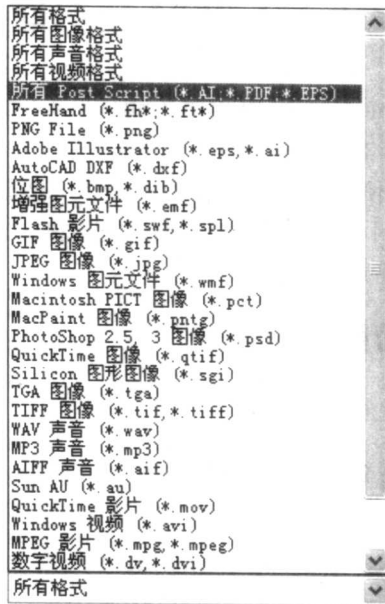 所有格式
所有图像格式
所有声音格式
所有视频格式
所有 Post Script (*.AI;*.PDF;*.EPS)
FreeHand (*.fh*;*.ft*)
PNG File (*.png)
Adobe Illustrator (*.eps,*.ai)
AutoCAD DXF (*.dxf)
位图 (*.bmp,*.dib)
增强图元文件 (*.emf)
Flash 影片 (*.swf,*.spl)
GIF 图像 (*.gif)
JPEG 图像 (*.jpg)
Windows 图元文件 (*.wmf)
Macintosh PICT 图像 (*.pct)
MacPaint 图像 (*.pntg)
PhotoShop 2.5, 3 图像 (*.psd)
QuickTime 图像 (*.qtif)
Silicon 图形图像 (*.sgi)
TGA 图像 (*.tga)
TIFF 图像 (*.tif,*.tiff)
WAV 声音 (*.wav)
MP3 声音 (*.mp3)
AIFF 声音 (*.aif)
Sun AU (*.au)
QuickTime 影片 (*.mov)
Windows 视频 (*.avi)
MPEG 影片 (*.mpg,*.mpeg)
数字视频 (*.dv,*.dvi)
所有格式